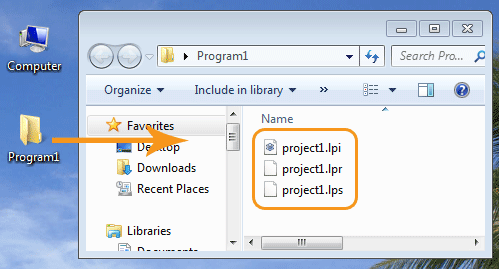 Computer
Program1
Program1
Search Pro...
Organize
Include in library
»
Favorites
Desktop
Downloads
Recent Places
Libraries
Documents
Name
project1.lpi
project1.lpr
project1.lps